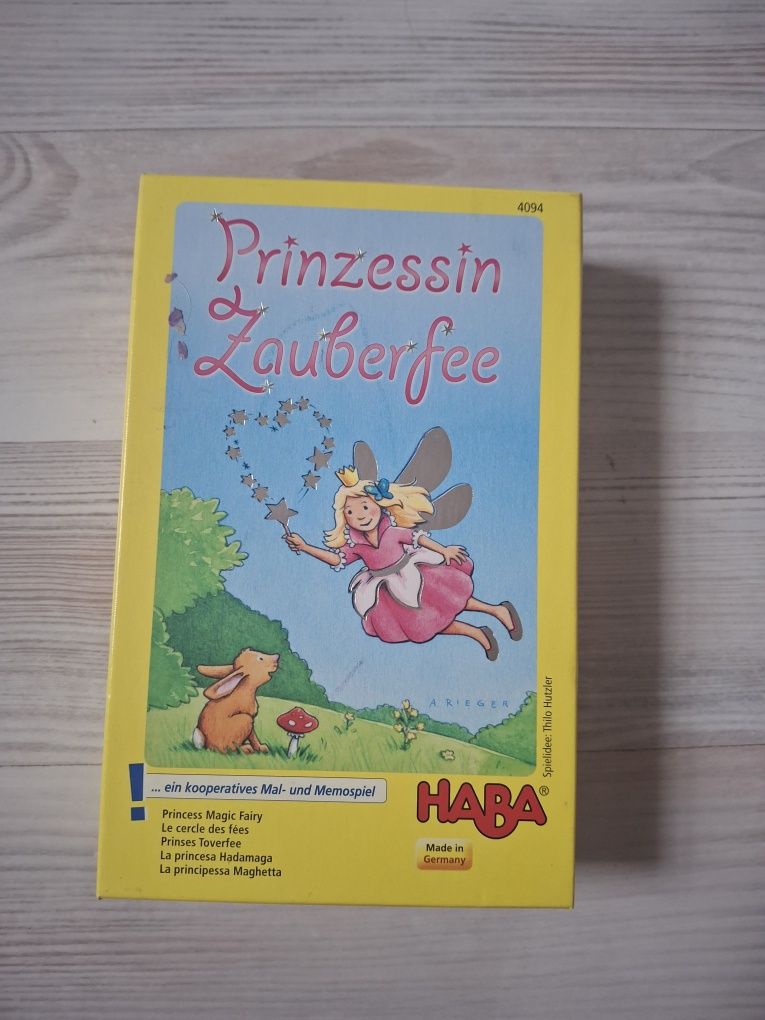 4094
Prinzessin
Zauberfee
A. RIEGER
Spielidee: Thilo Hutzler
! ... ein kooperatives Mal- und Memospiel
Princess Magic Fairy
Le cercle des fées
Prinses Toverfee
La princesa Hadamaga
La principessa Maghetta
HABA®
Made in
Germany